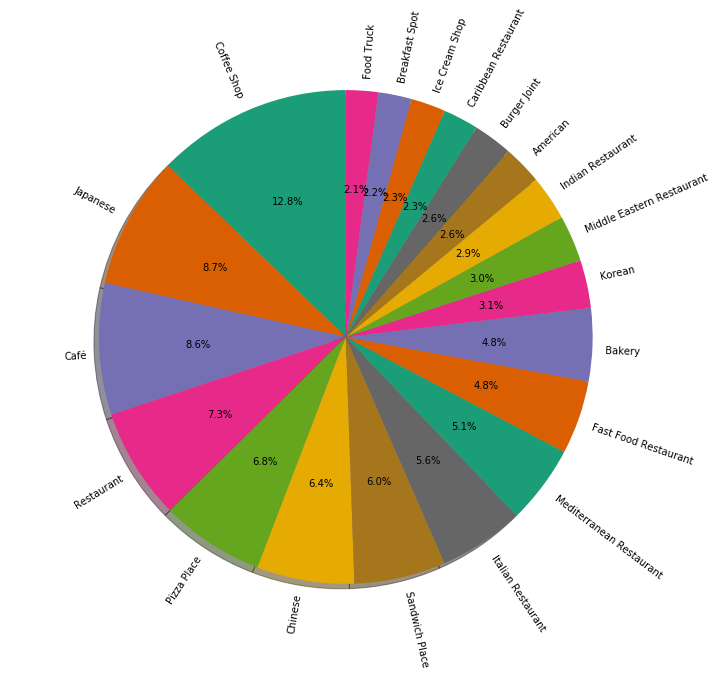 Coffee Shop
12.8%
Japanese
8.7%
Café
8.6%
Restaurant
7.3%
Pizza Place
6.8%
Chinese
6.4%
Sandwich Place
6.0%
Italian Restaurant
5.6%
Mediterranean Restaurant
5.1%
Fast Food Restaurant
4.8%
Bakery
4.8%
Korean
3.1%
Middle Eastern Restaurant
3.0%
Indian Restaurant
2.9%
American
2.6%
Burger Joint
2.6%
Caribbean Restaurant
2.3%
Ice Cream Shop
2.3%
Breakfast Spot
2.2%
Food Truck
2.1%